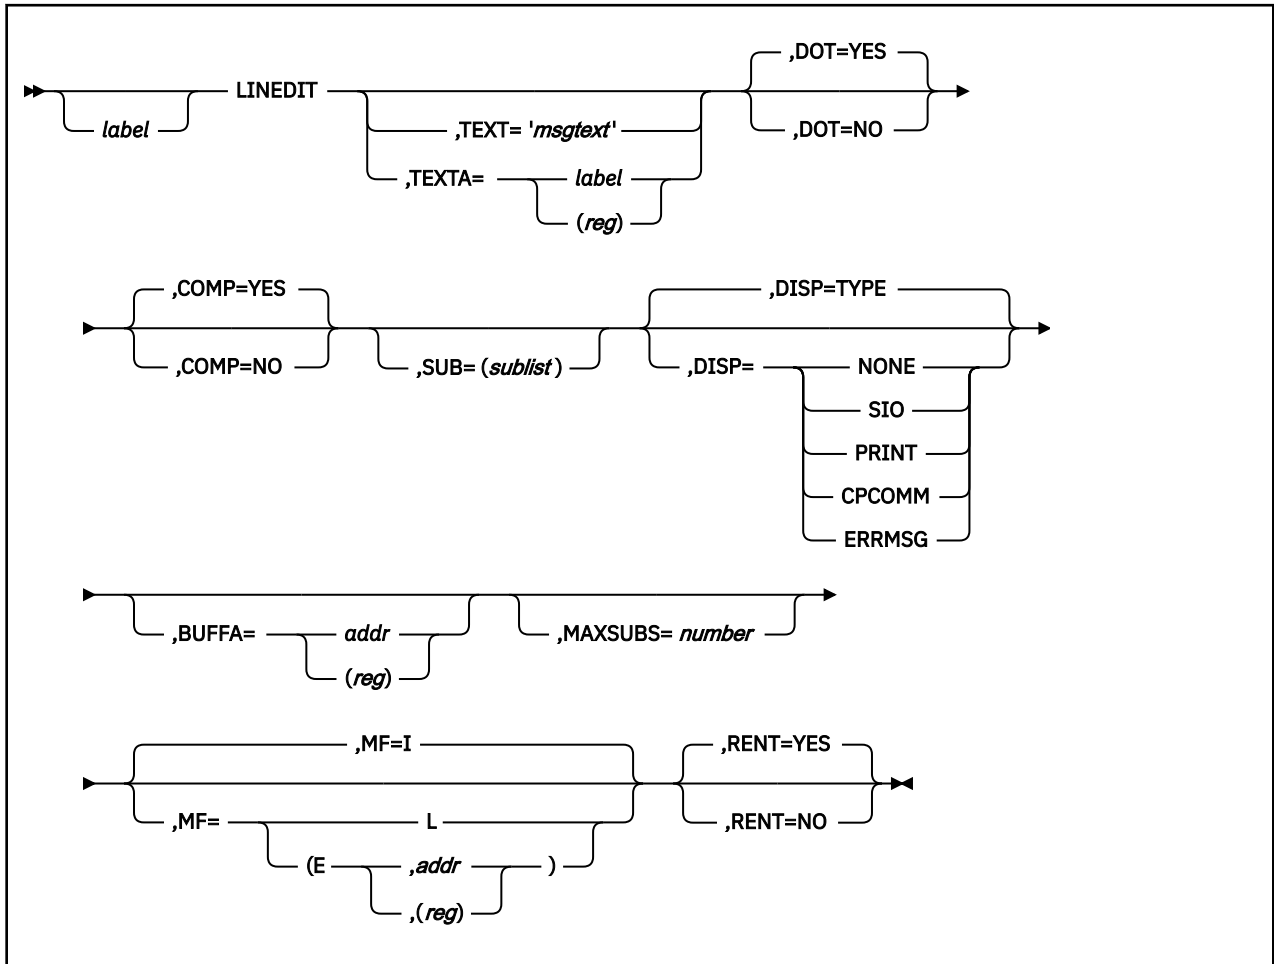 ,DOT=YES
LINEDIT
label
,TEXT= 'msgtext'
,DOT=NO
,TEXTA= label
(reg)
,COMP=YES ,DISP=TYPE
,COMP=NO ,SUB= (sublist) ,DISP= NONE
SIO
PRINT
CPCOMM
ERRMSG
,BUFFA= addr ,MAXSUBS= number
(reg)
,MF=I ,RENT=YES
,MF= L ,RENT=NO
(E ,addr )
,(reg)